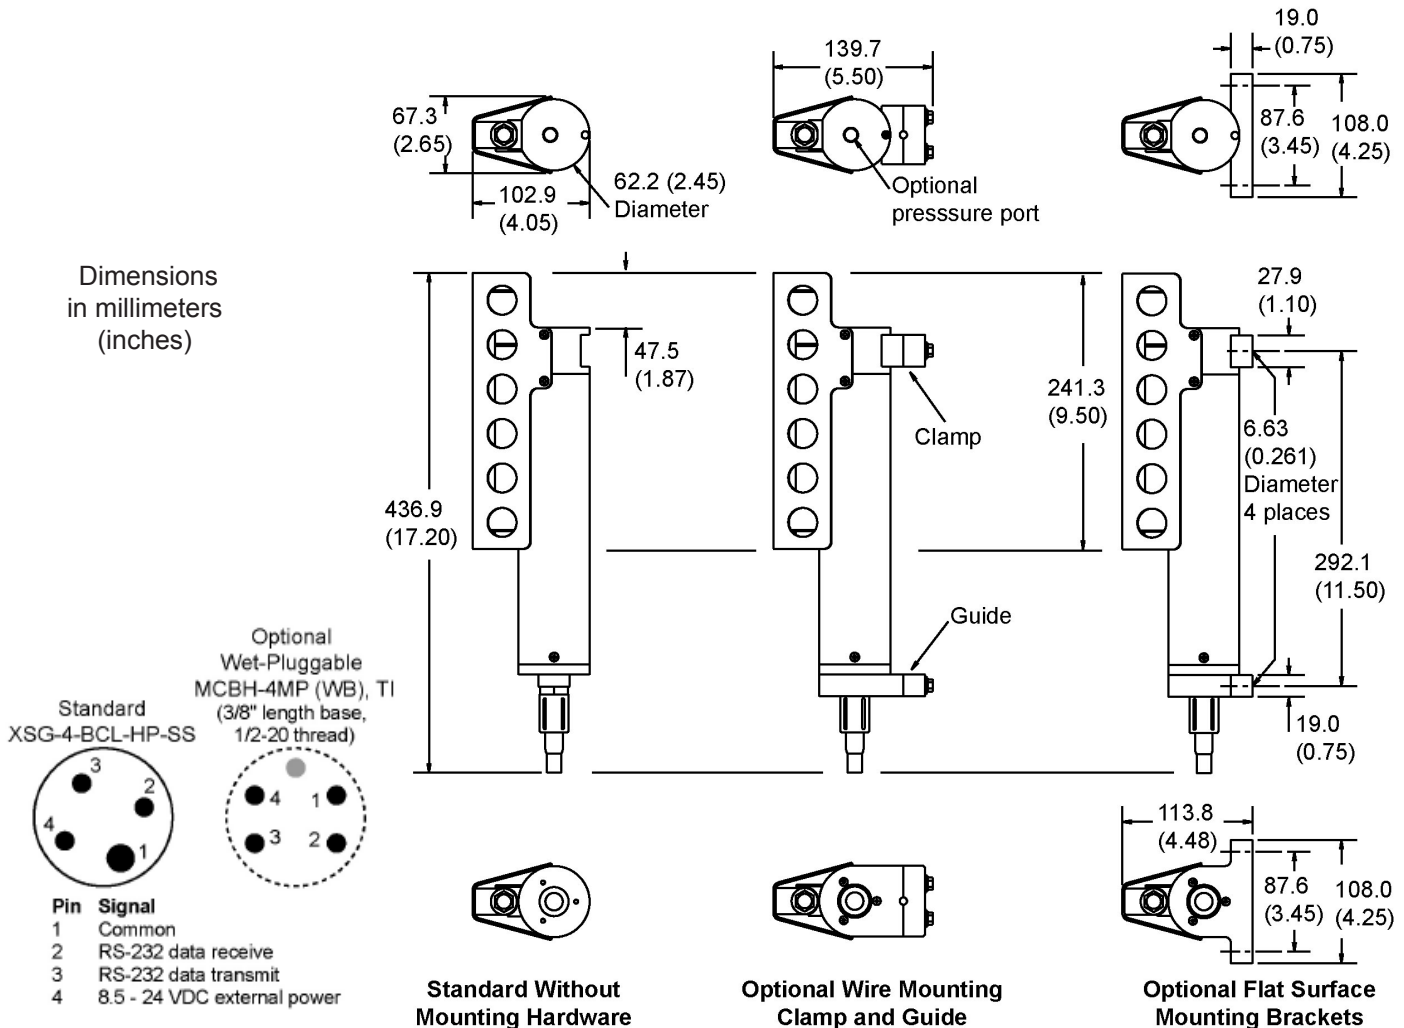 139.7
(5.50)
19.0
(0.75)
67.3
(2.65)
102.9
(4.05)
62.2 (2.45)
Diameter
Optional
presssure port
87.6
(3.45)
108.0
(4.25)
Dimensions
in millimeters
(inches)
47.5
(1.87)
Clamp
241.3
(9.50)
27.9
(1.10)
6.63
(0.261)
Diameter
4 places
436.9
(17.20)
292.1
(11.50)
Guide
19.0
(0.75)
Optional
Wet-Pluggable
MCBH-4MP (WB), TI
(3/8" length base,
1/2-20 thread)
Standard
XSG-4-BCL-HP-SS
3
2
4
1
4
1
3
2
Pin Signal
1 Common
2 RS-232 data receive
3 RS-232 data transmit
4 8.5 - 24 VDC external power
113.8
(4.48)
87.6
(3.45)
108.0
(4.25)
Standard Without
Mounting Hardware
Optional Wire Mounting
Clamp and Guide
Optional Flat Surface
Mounting Brackets